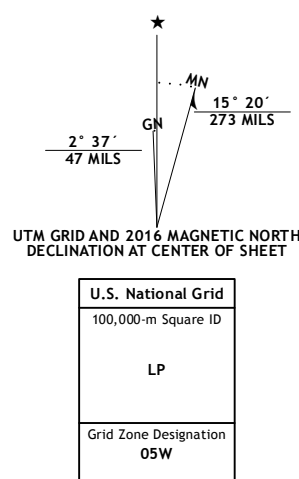 ★
MN
GN
15° 20´
273 MILS
2° 37´
47 MILS
UTM GRID AND 2016 MAGNETIC NORTH
DECLINATION AT CENTER OF SHEET
U.S. National Grid
100,000-m Square ID
LP
Grid Zone Designation
05W